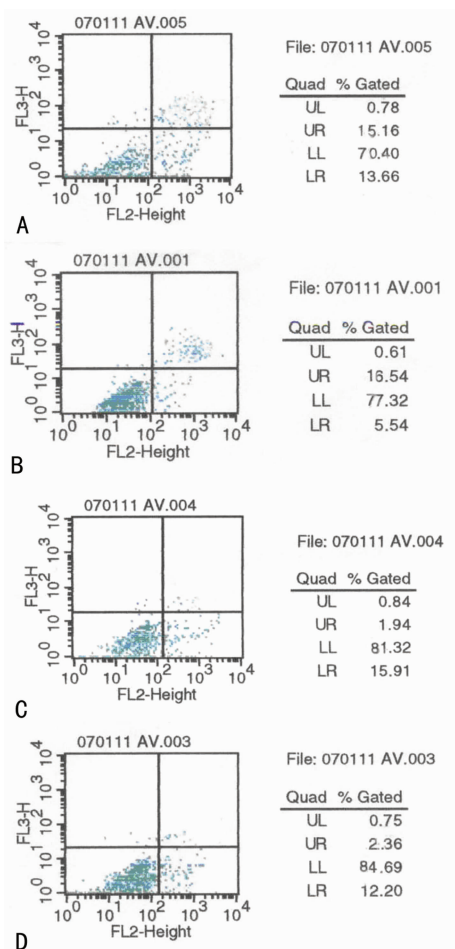 070111 AV.005
FL3-H
10^0 10^1 10^2 10^3 10^4
10^0 10^1 10^2 10^3 10^4
FL2-Height
File: 070111 AV.005
Quad % Gated
UL 0.78
UR 15.16
LL 70.40
LR 13.66
A
070111 AV.001
FL3-H
10^0 10^1 10^2 10^3 10^4
10^0 10^1 10^2 10^3 10^4
FL2-Height
File: 070111 AV.001
Quad % Gated
UL 0.61
UR 16.54
LL 77.32
LR 5.54
B
070111 AV.004
FL3-H
10^0 10^1 10^2 10^3 10^4
10^0 10^1 10^2 10^3 10^4
FL2-Height
File: 070111 AV.004
Quad % Gated
UL 0.84
UR 1.94
LL 81.32
LR 15.91
C
070111 AV.003
FL3-H
10^0 10^1 10^2 10^3 10^4
10^0 10^1 10^2 10^3 10^4
FL2-Height
File: 070111 AV.003
Quad % Gated
UL 0.75
UR 2.36
LL 84.69
LR 12.20
D